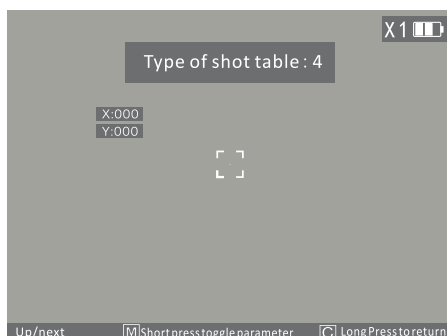 X1
Type of shot table : 4
X:000
Y:000
Up/next M Short press toggle parameter C Long Press to return